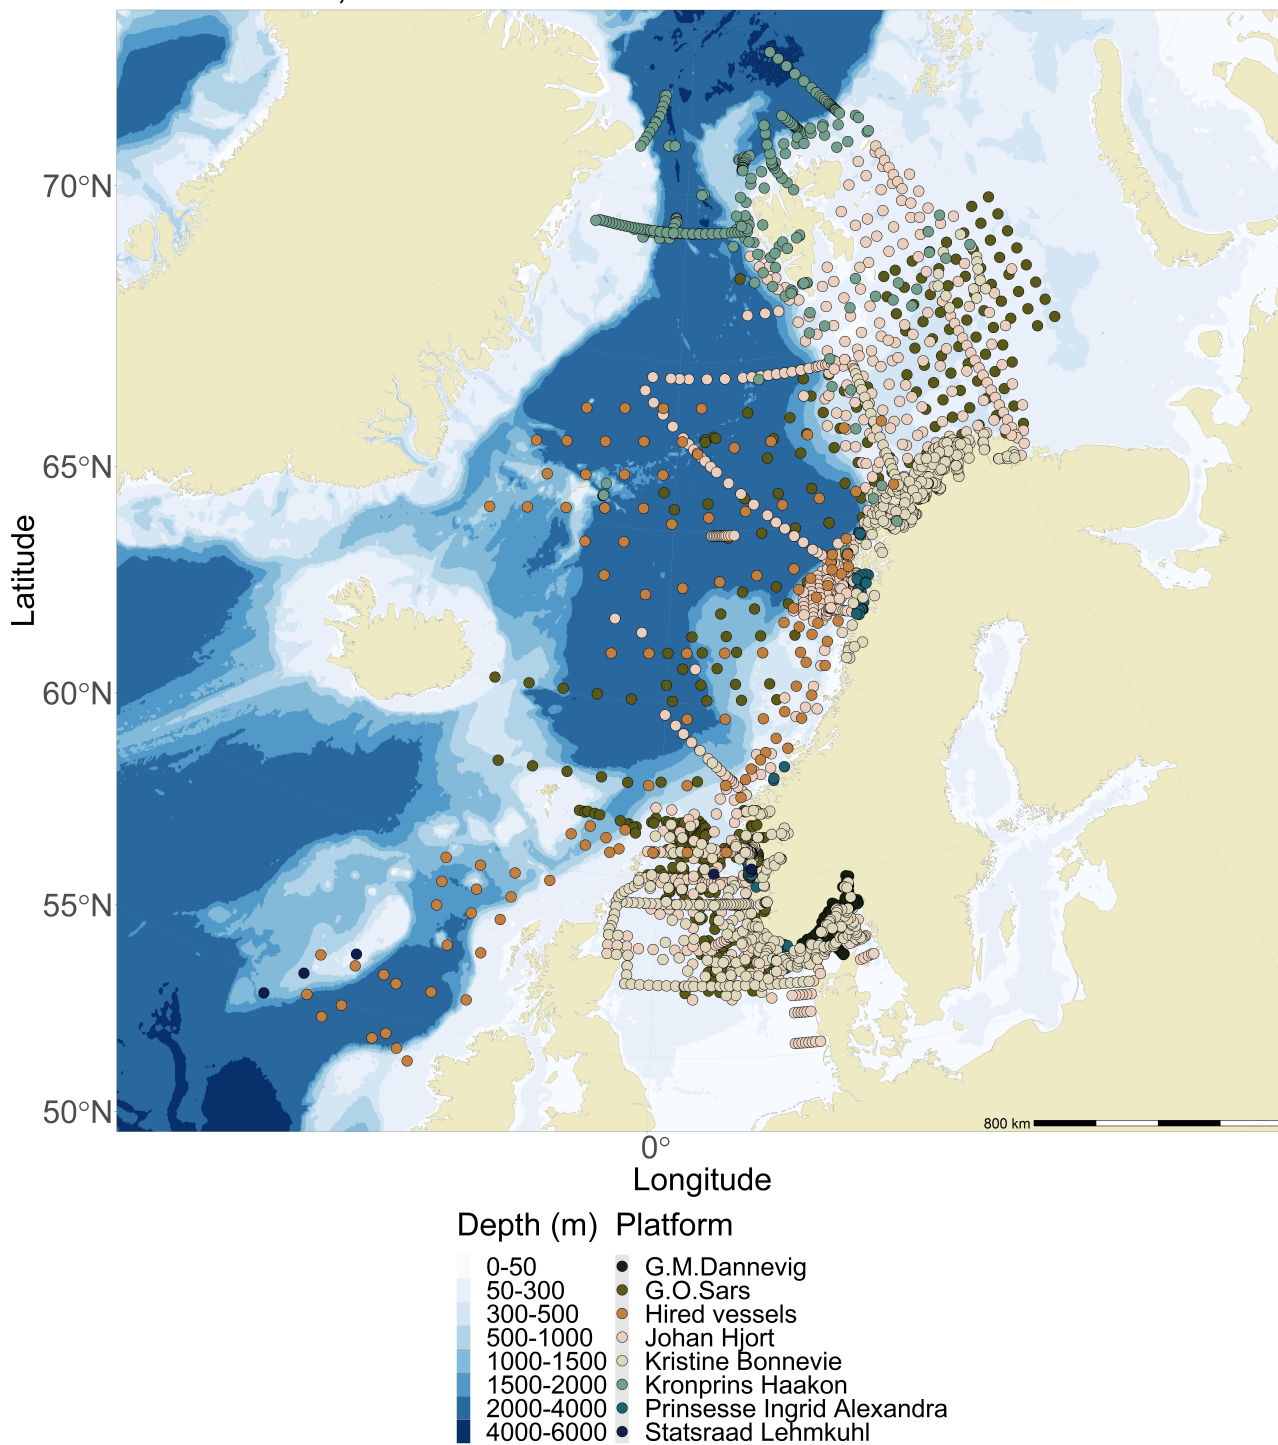 70°N
65°N
60°N
55°N
50°N
Latitude
800 km
0°
Longitude
Depth (m)
0-50
50-300
300-500
500-1000
1000-1500
1500-2000
2000-4000
4000-6000
Platform
G.M.Dannevig
G.O.Sars
Hired vessels
Johan Hjort
Kristine Bonnevie
Kronprins Haakon
Prinsesse Ingrid Alexandra
Statsraad Lehmkuhl